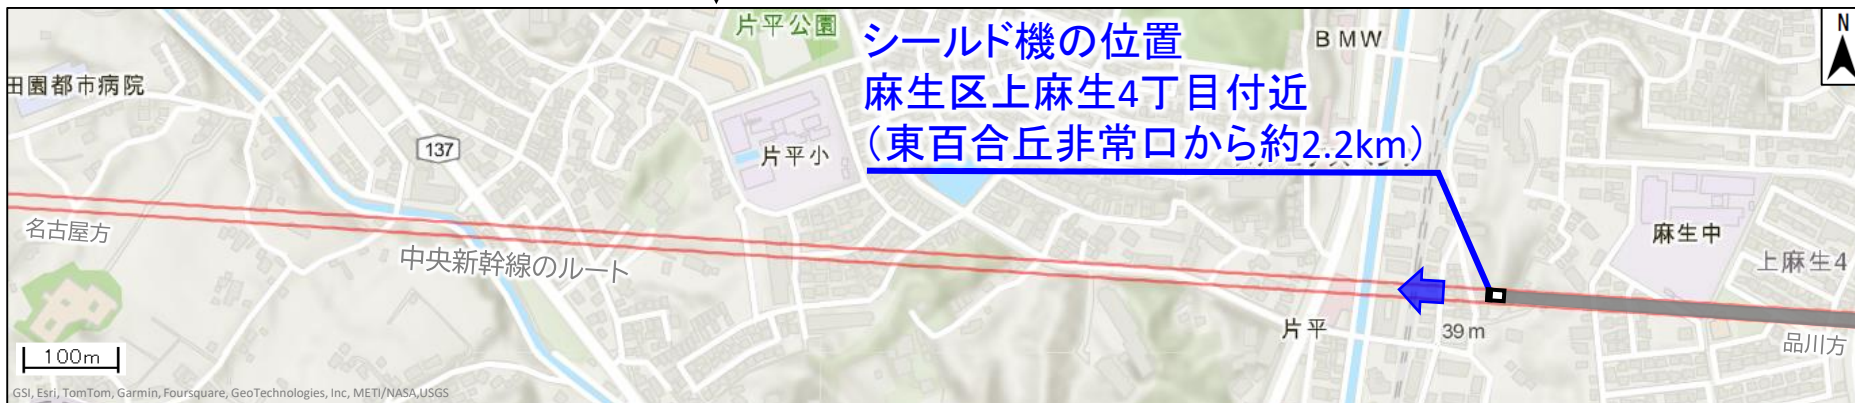 片平公園
シールド機の位置
麻生区上麻生4丁目付近
（東百合丘非常口から約2.2km）
BMW
N
田園都市病院
137
片平小
麻生中
上麻生4
名古屋方
中央新幹線のルート
片平
39m
品川方
100m
GSI, Esri, TomTom, Garmin, Foursquare, GeoTechnologies, Inc, METI/NASA,USGS